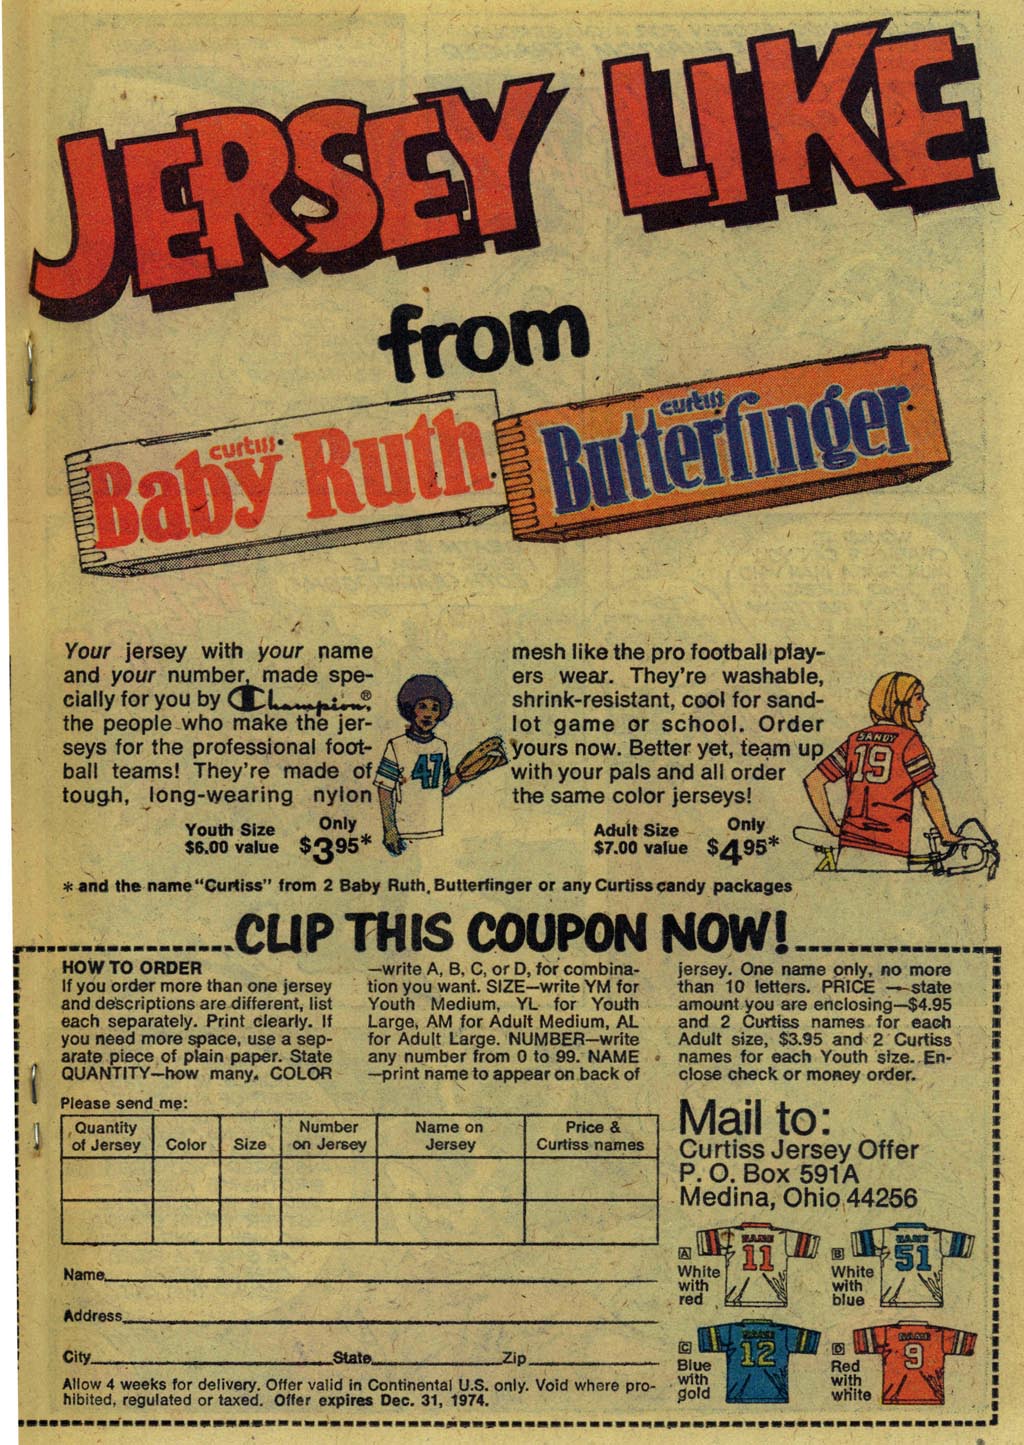 JERSEY LIKE
from
curtiss
Baby Ruth
curtiss
Butterfinger
Your jersey with your name
and your number, made spe-
cially for you by Champion,®
the people who make the jer-
seys for the professional foot-
ball teams! They're made of
tough, long-wearing nylon
mesh like the pro football play-
ers wear. They're washable,
shrink-resistant, cool for sand-
lot game or school. Order
yours now. Better yet, team up
with your pals and all order
the same color jerseys!
47
SANDY
19
Youth Size Only
$6.00 value $3.95*
Adult Size Only
$7.00 value $4.95*
* and the name "Curtiss" from 2 Baby Ruth, Butterfinger or any Curtiss candy packages
CLIP THIS COUPON NOW!
HOW TO ORDER
If you order more than one jersey
and descriptions are different, list
each separately. Print clearly. If
you need more space, use a sep-
arate piece of plain paper. State
QUANTITY—how many. COLOR
—write A, B, C, or D, for combina-
tion you want. SIZE—write YM for
Youth Medium, YL for Youth
Large, AM for Adult Medium, AL
for Adult Large. NUMBER—write
any number from 0 to 99. NAME
—print name to appear on back of
jersey. One name only, no more
than 10 letters. PRICE — state
amount you are enclosing—$4.95
and 2 Curtiss names for each
Adult size, $3.95 and 2 Curtiss
names for each Youth size. En-
close check or money order.
Please send me:
Quantity of Jersey
Color
Size
Number on Jersey
Name on Jersey
Price & Curtiss names
Name
Address
City State Zip
Allow 4 weeks for delivery. Offer valid in Continental U.S. only. Void where pro-
hibited, regulated or taxed. Offer expires Dec. 31, 1974.
Mail to:
Curtiss Jersey Offer
P. O. Box 591A
Medina, Ohio 44256
A
White
with
red
NAME
11
B
White
with
blue
NAME
51
C
Blue
with
gold
NAME
12
D
Red
with
white
NAME
9